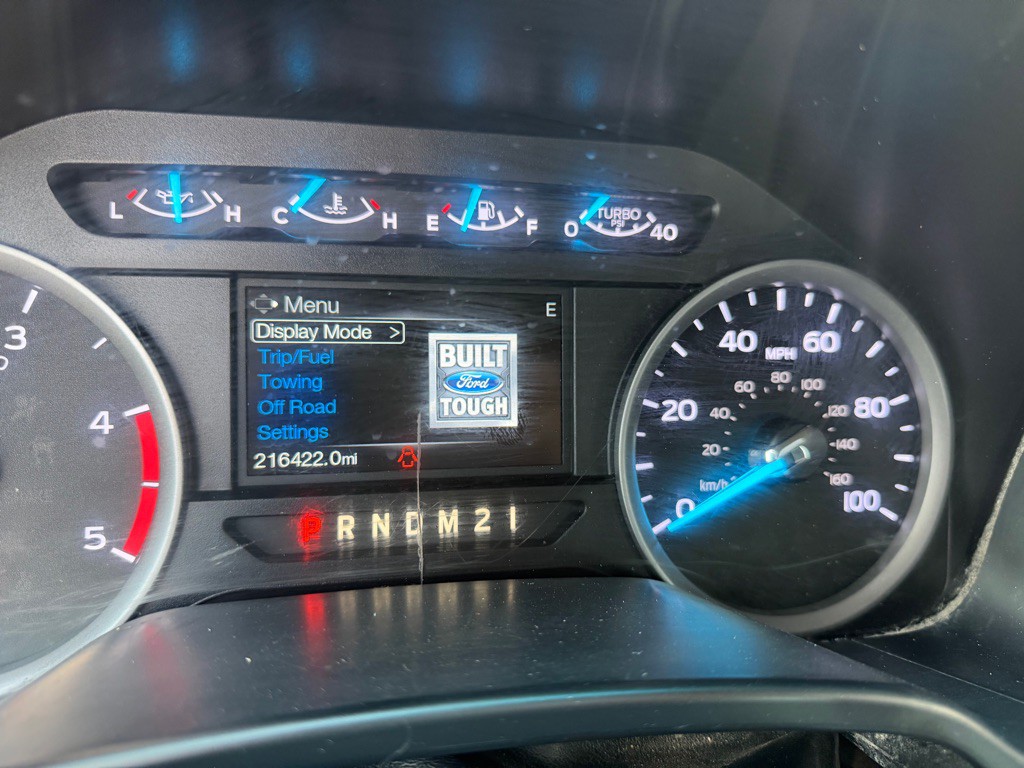 L H C H E F 0 TURBO PSI 40
Menu E
Display Mode >
Trip/Fuel
Towing
Off Road
Settings
216422.0mi
BUILT
Ford
TOUGH
P R N D M 2 1
3
4
5
0 20 40 60 80 100
MPH
20 40 60 80 100 120 140 160
km/h